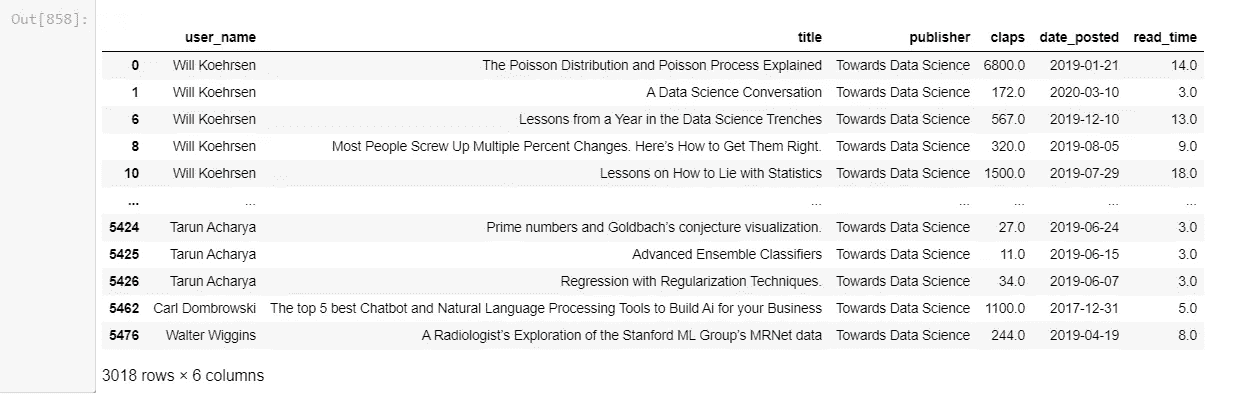 Out[858]:
user_name title publisher claps date_posted read_time
0 Will Koehrsen The Poisson Distribution and Poisson Process Explained Towards Data Science 6800.0 2019-01-21 14.0
1 Will Koehrsen A Data Science Conversation Towards Data Science 172.0 2020-03-10 3.0
6 Will Koehrsen Lessons from a Year in the Data Science Trenches Towards Data Science 567.0 2019-12-10 13.0
8 Will Koehrsen Most People Screw Up Multiple Percent Changes. Here’s How to Get Them Right. Towards Data Science 320.0 2019-08-05 9.0
10 Will Koehrsen Lessons on How to Lie with Statistics Towards Data Science 1500.0 2019-07-29 18.0
... ... ... ... ... ... ...
5424 Tarun Acharya Prime numbers and Goldbach’s conjecture visualization. Towards Data Science 27.0 2019-06-24 3.0
5425 Tarun Acharya Advanced Ensemble Classifiers Towards Data Science 11.0 2019-06-15 3.0
5426 Tarun Acharya Regression with Regularization Techniques. Towards Data Science 34.0 2019-06-07 3.0
5462 Carl Dombrowski The top 5 best Chatbot and Natural Language Processing Tools to Build Ai for your Business Towards Data Science 1100.0 2017-12-31 5.0
5476 Walter Wiggins A Radiologist’s Exploration of the Stanford ML Group’s MRNet data Towards Data Science 244.0 2019-04-19 8.0
3018 rows × 6 columns